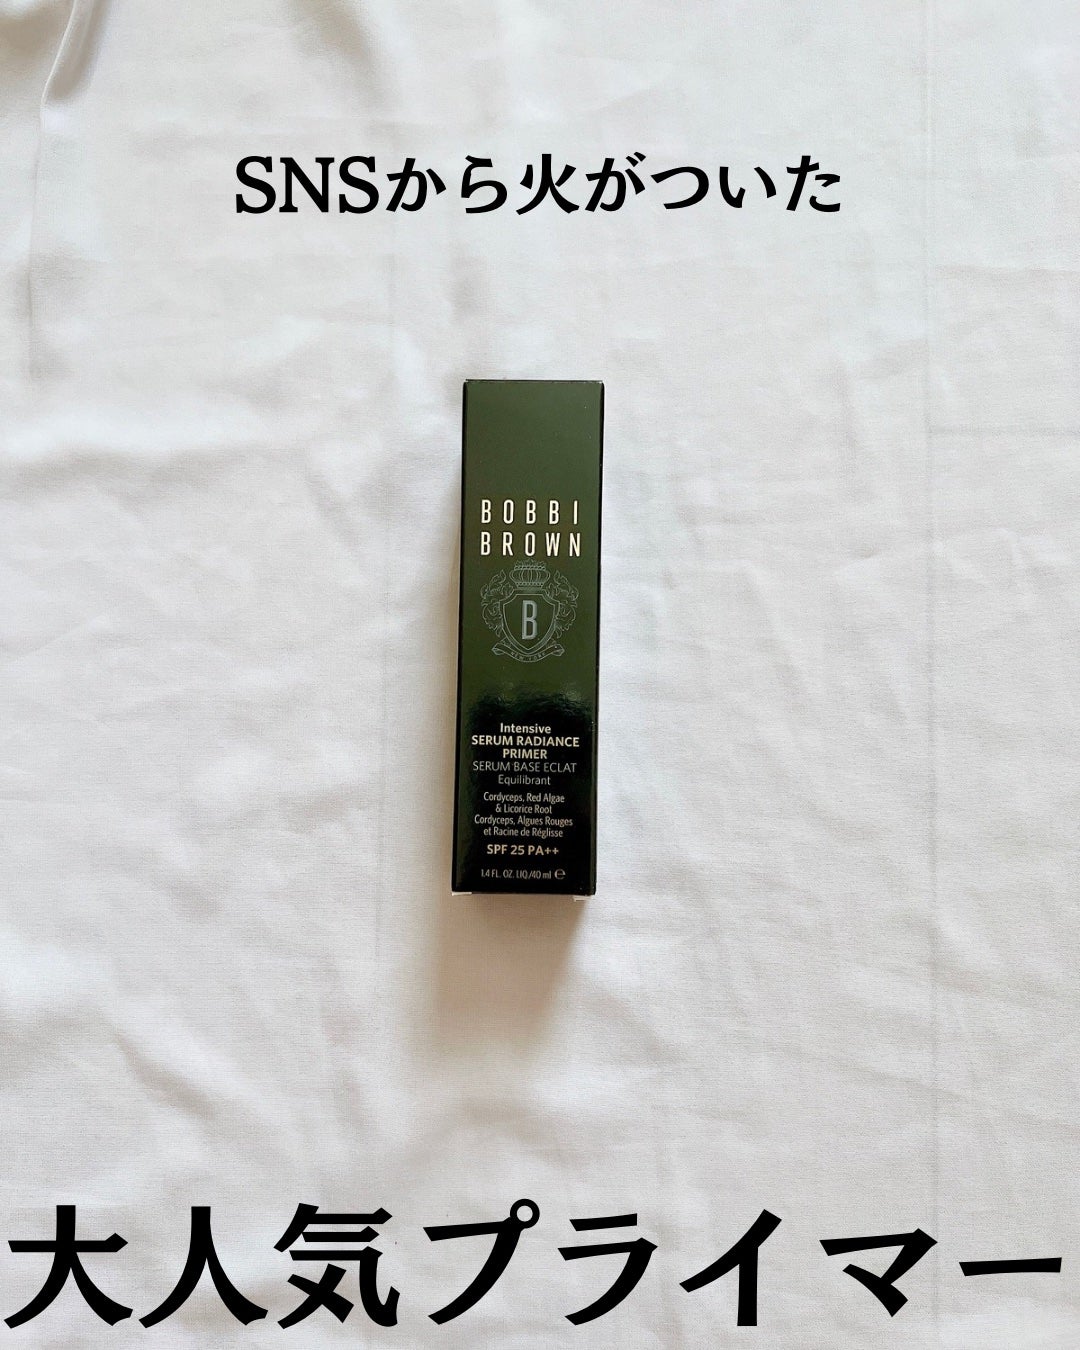 SNSから火がついた
BOBBI
BROWN
B
NEW YORK
Intensive
SERUM RADIANCE
PRIMER
SERUM BASE ECLAT
Equilibrant
Cordyceps, Red Algae
& Licorice Root
Cordyceps, Algues Rouges
et Racine de Réglisse
SPF 25 PA++
1.4 FL. OZ. LIQ./40 ml ℮
大人気プライマー